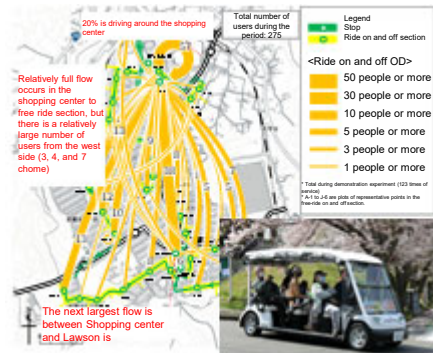 20% is driving around the shopping
center
Total number of
users during the
period: 275
Legend
Stop
Ride on and off section
<Ride on and off OD>
50 people or more
30 people or more
10 people or more
5 people or more
3 people or more
1 people or more
* Total during demonstration experiment (123 times of
service)
* A-1 to J-6 are plots of representative points in the
free-ride on and off section.
Relatively full flow
occurs in the
shopping center to
free ride section, but
there is a relatively
large number of
users from the west
side (3, 4, and 7
chome)
57
13
12
10
The next largest flow is
between Shopping center
and Lawson is